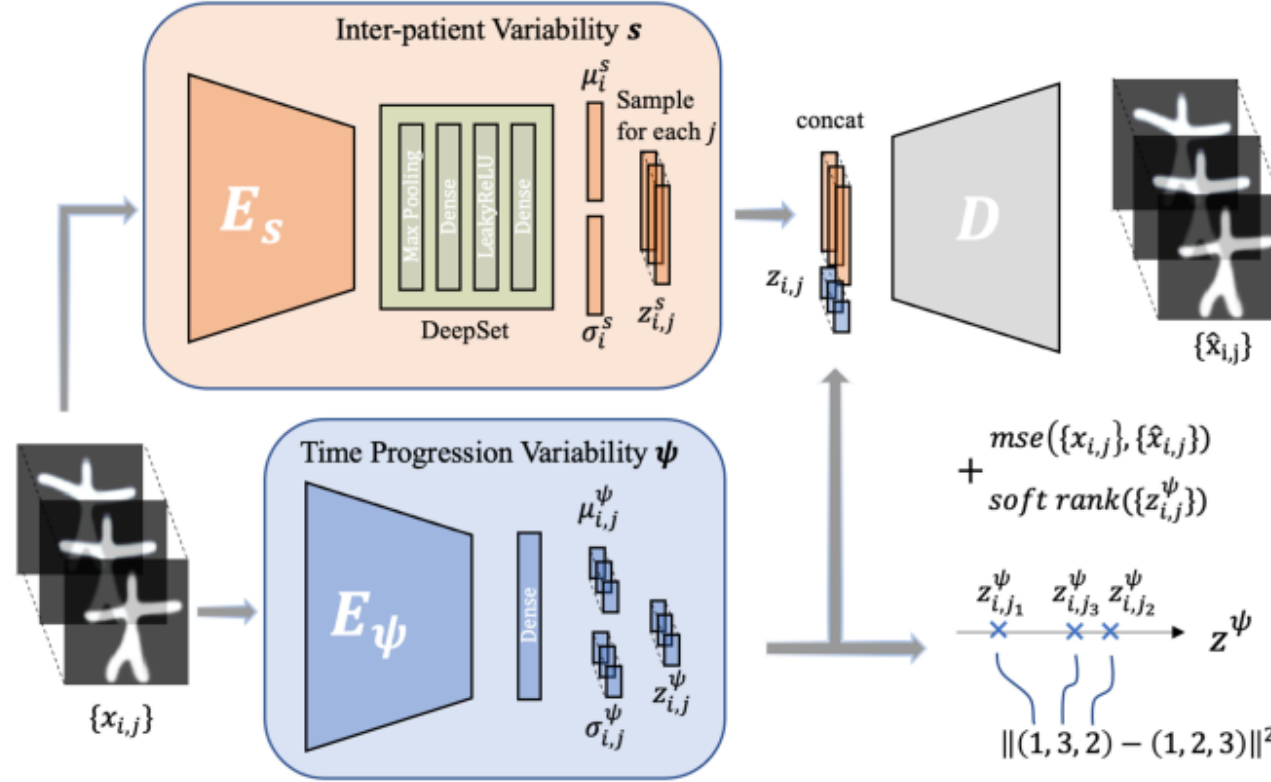 Inter-patient Variability s
E_s
Max Pooling
Dense
LeakyReLU
Dense
DeepSet
μ_i^s
σ_i^s
Sample
for each j
z_{i,j}^s
concat
z_{i,j}
D
{x̂_{i,j}}
{x_{i,j}}
Time Progression Variability ψ
E_ψ
Dense
μ_{i,j}^ψ
σ_{i,j}^ψ
z_{i,j}^ψ
+
mse({x_{i,j}}, {x̂_{i,j}})
soft rank({z_{i,j}^ψ})
z_{i,j_1}^ψ z_{i,j_3}^ψ z_{i,j_2}^ψ
z^ψ
‖(1, 3, 2) − (1, 2, 3)‖²